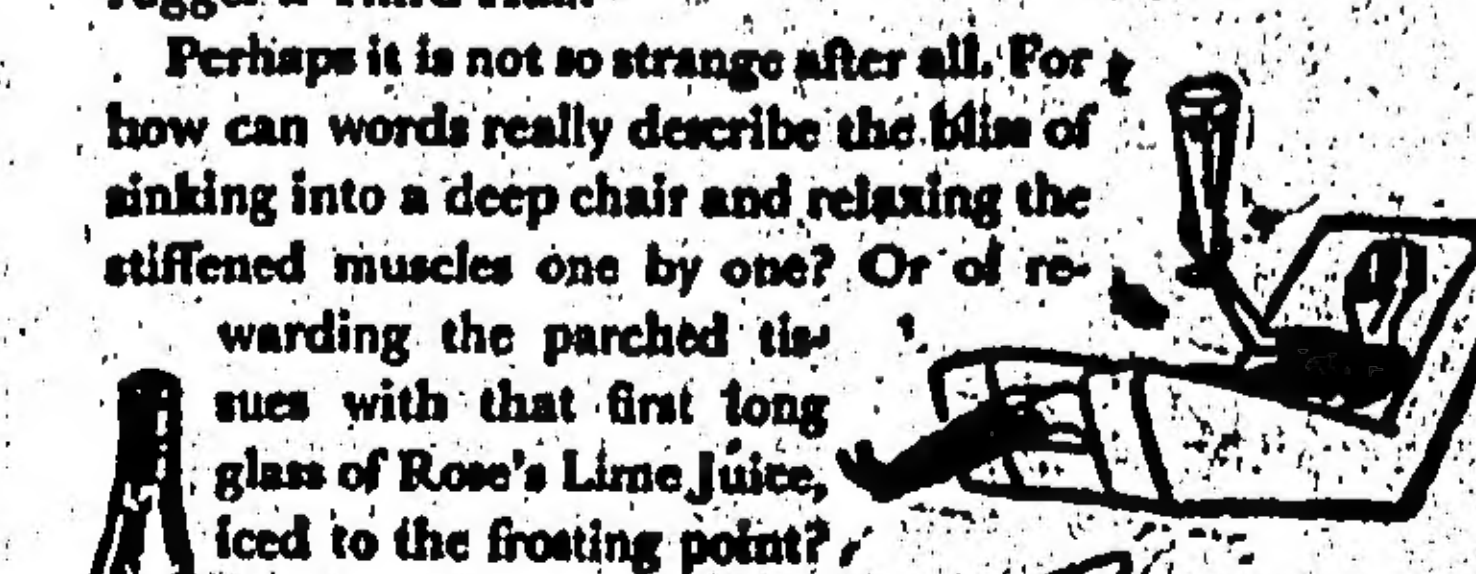 Perhaps it is not so strange after all. For
how can words really describe the bliss of
sinking into a deep chair and relaxing the
stiffened muscles one by one? Or of re-
warding the parched tis-
sues with that first long
glass of Rose's Lime Juice,
iced to the frosting point?